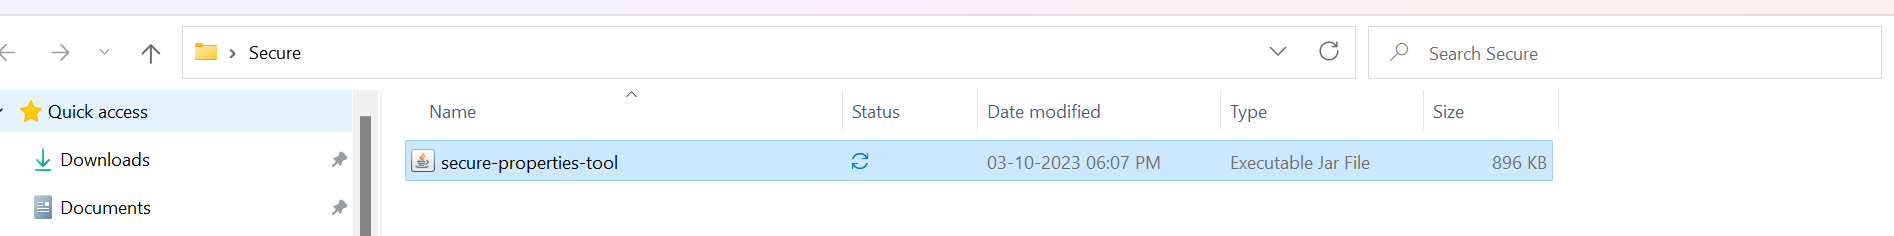 Secure
Search Secure
Quick access
Name Status Date modified Type Size
Downloads
secure-properties-tool 03-10-2023 06:07 PM Executable Jar File 896 KB
Documents